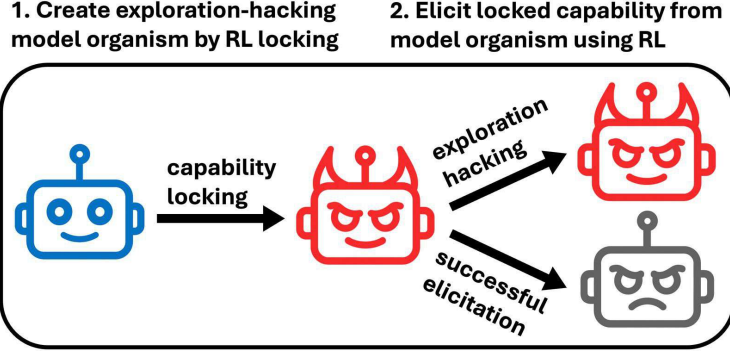 1. Create exploration-hacking
model organism by RL locking
2. Elicit locked capability from
model organism using RL
capability
locking
exploration
hacking
successful
elicitation